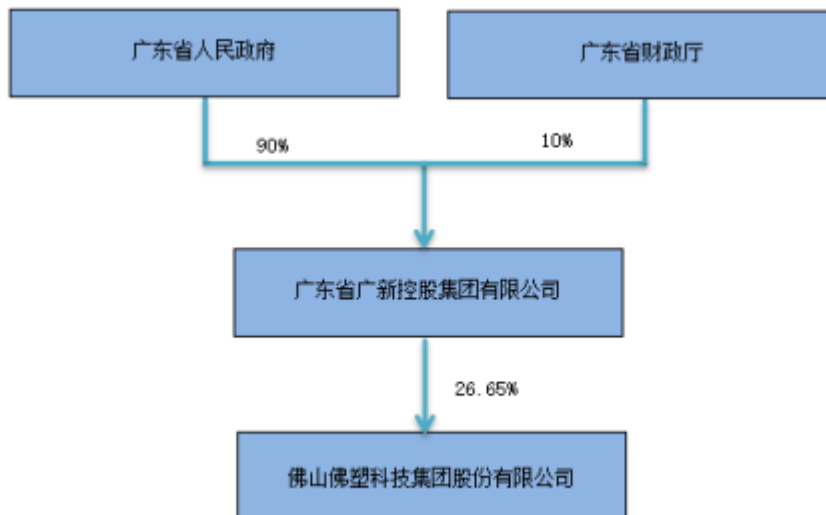 广东省人民政府
广东省财政厅
90%
10%
广东省广新控股集团有限公司
26.65%
佛山佛塑科技集团股份有限公司